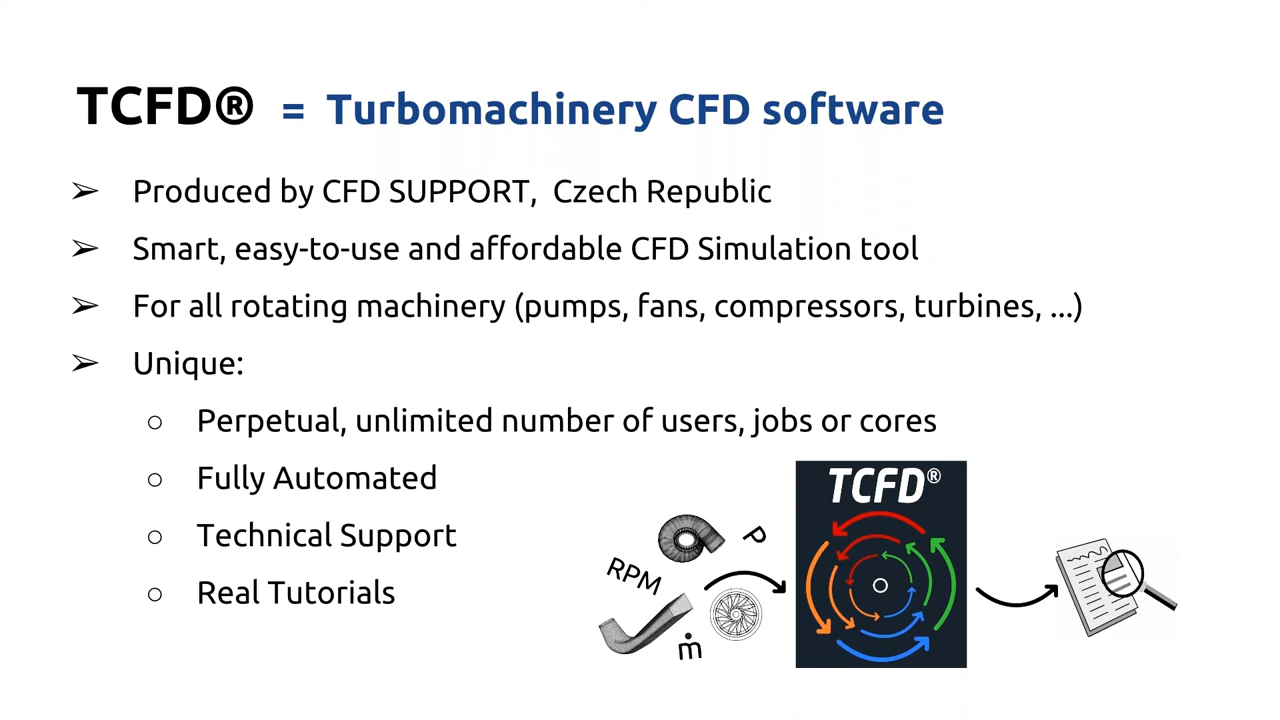 TCFD® = Turbomachinery CFD software
➢ Produced by CFD SUPPORT, Czech Republic
➢ Smart, easy-to-use and affordable CFD Simulation tool
➢ For all rotating machinery (pumps, fans, compressors, turbines, ...)
➢ Unique:
○ Perpetual, unlimited number of users, jobs or cores
○ Fully Automated
○ Technical Support
○ Real Tutorials
TCFD®
P
RPM
ṁ